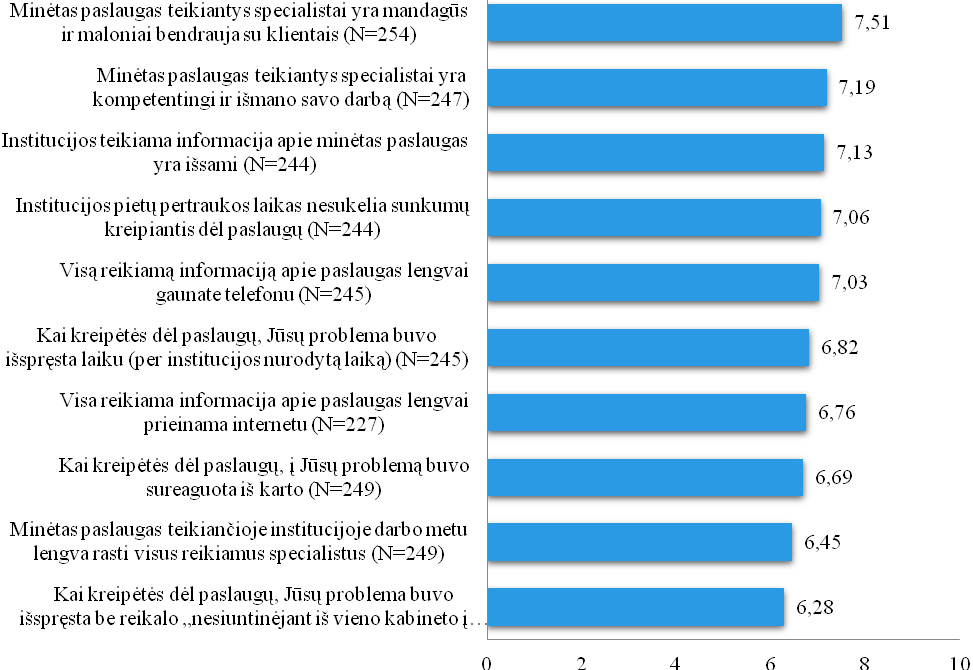 Minėtas paslaugas teikiantys specialistai yra mandagūs
ir maloniai bendrauja su klientais (N=254)
7,51
Minėtas paslaugas teikiantys specialistai yra
kompetentingi ir išmano savo darbą (N=247)
7,19
Institucijos teikiama informacija apie minėtas paslaugas
yra išsami (N=244)
7,13
Institucijos pietų pertraukos laikas nesukelia sunkumų
kreipiantis dėl paslaugų (N=244)
7,06
Visą reikiamą informaciją apie paslaugas lengvai
gaunate telefonu (N=245)
7,03
Kai kreipėtės dėl paslaugų, Jūsų problema buvo
išspręsta laiku (per institucijos nurodytą laiką) (N=245)
6,82
Visa reikiama informacija apie paslaugas lengvai
prieinama internetu (N=227)
6,76
Kai kreipėtės dėl paslaugų, į Jūsų problemą buvo
sureaguota iš karto (N=249)
6,69
Minėtas paslaugas teikiančioje institucijoje darbo metu
lengva rasti visus reikiamus specialistus (N=249)
6,45
Kai kreipėtės dėl paslaugų, Jūsų problema buvo
išspręsta be reikalo „nesiuntinėjant iš vieno kabineto į…
6,28
0 2 4 6 8 10